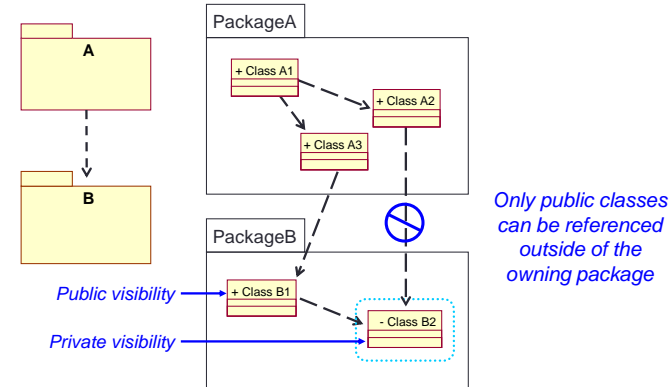 PackageA
A
+ Class A1
+ Class A2
+ Class A3
B
Only public classes
can be referenced
outside of the
owning package
PackageB
Public visibility
+ Class B1
- Class B2
Private visibility